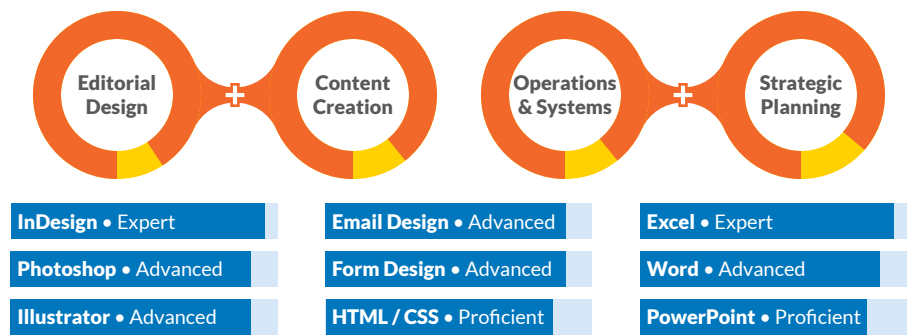 Editorial
Design
+
Content
Creation
Operations
& Systems
+
Strategic
Planning
InDesign • Expert
Email Design • Advanced
Excel • Expert
Photoshop • Advanced
Form Design • Advanced
Word • Advanced
Illustrator • Advanced
HTML / CSS • Proficient
PowerPoint • Proficient